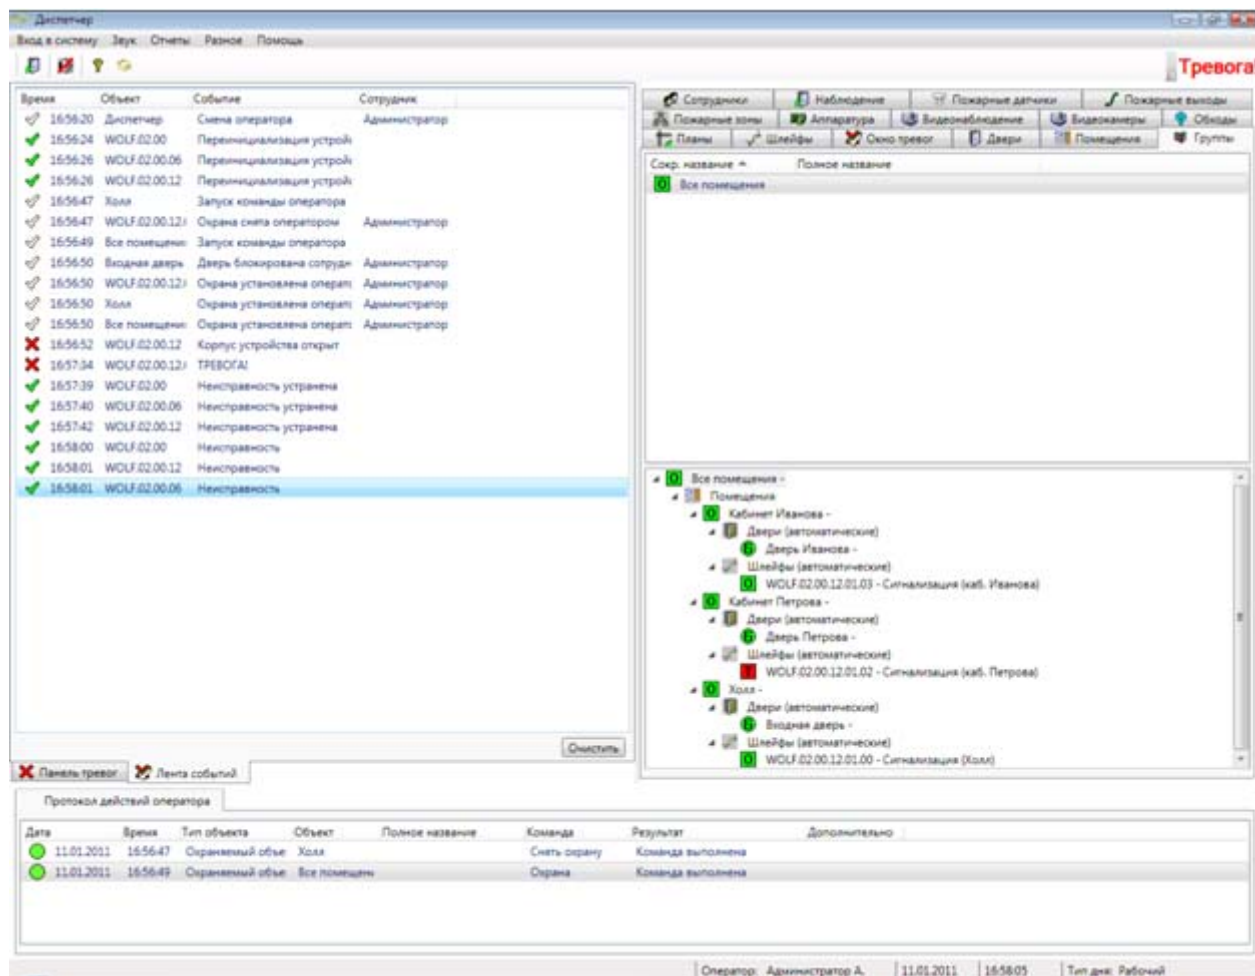 Диспетчер
Вход в систему Звук Отчеты Разное Помощь
Тревога
Время Объект Событие Сотрудник
16:56:20 Диспетчер Смена оператора Администратор
16:56:24 WOLF.02.00 Переинициализация устройс
16:56:26 WOLF.02.00.06 Переинициализация устройс
16:56:26 WOLF.02.00.12 Переинициализация устройс
16:56:47 Холл Запуск команды оператора
16:56:47 WOLF.02.00.12.( Охрана снята оператором Администратор
16:56:49 Все помещени: Запуск команды оператора
16:56:50 Входная дверь Дверь блокирована сотрудн Администратор
16:56:50 WOLF.02.00.12.( Охрана установлена операт Администратор
16:56:50 Холл Охрана установлена операт Администратор
16:56:50 Все помещени: Охрана установлена операт Администратор
16:56:52 WOLF.02.00.12 Корпус устройства открыт
16:57:34 WOLF.02.00.12.( ТРЕВОГА!
16:57:39 WOLF.02.00 Неисправность устранена
16:57:40 WOLF.02.00.06 Неисправность устранена
16:57:42 WOLF.02.00.12 Неисправность устранена
16:58:00 WOLF.02.00 Неисправность
16:58:01 WOLF.02.00.12 Неисправность
16:58:01 WOLF.02.00.06 Неисправность
Очистить
Панель тревог Лента событий
Сотрудники Наблюдение Пожарные датчики Пожарные выходы
Пожарные зоны Аппаратура Видеонаблюдение Видеокамеры Обходы
Планы Шлейфы Окно тревог Двери Помещения Группы
Сокр. название Полное название
О Все помещения
О Все помещения -
Помещения
О Кабинет Иванова -
Двери (автоматические)
Б Дверь Иванова -
Шлейфы (автоматические)
О WOLF.02.00.12.01.03 - Сигнализация (каб. Иванова)
О Кабинет Петрова -
Двери (автоматические)
Б Дверь Петрова -
Шлейфы (автоматические)
Т WOLF.02.00.12.01.02 - Сигнализация (каб. Петрова)
О Холл -
Двери (автоматические)
Б Входная дверь -
Шлейфы (автоматические)
О WOLF.02.00.12.01.00 - Сигнализация (Холл)
Протокол действий оператора
Дата Время Тип объекта Объект Полное название Команда Результат Дополнительно
11.01.2011 16:56:47 Охраняемый объе Холл Снять охрану Команда выполнена
11.01.2011 16:56:49 Охраняемый объе Все помещени Охрана Команда выполнена
Оператор: Администратор А. 11.01.2011 16:58:05 Тип дня: Рабочий